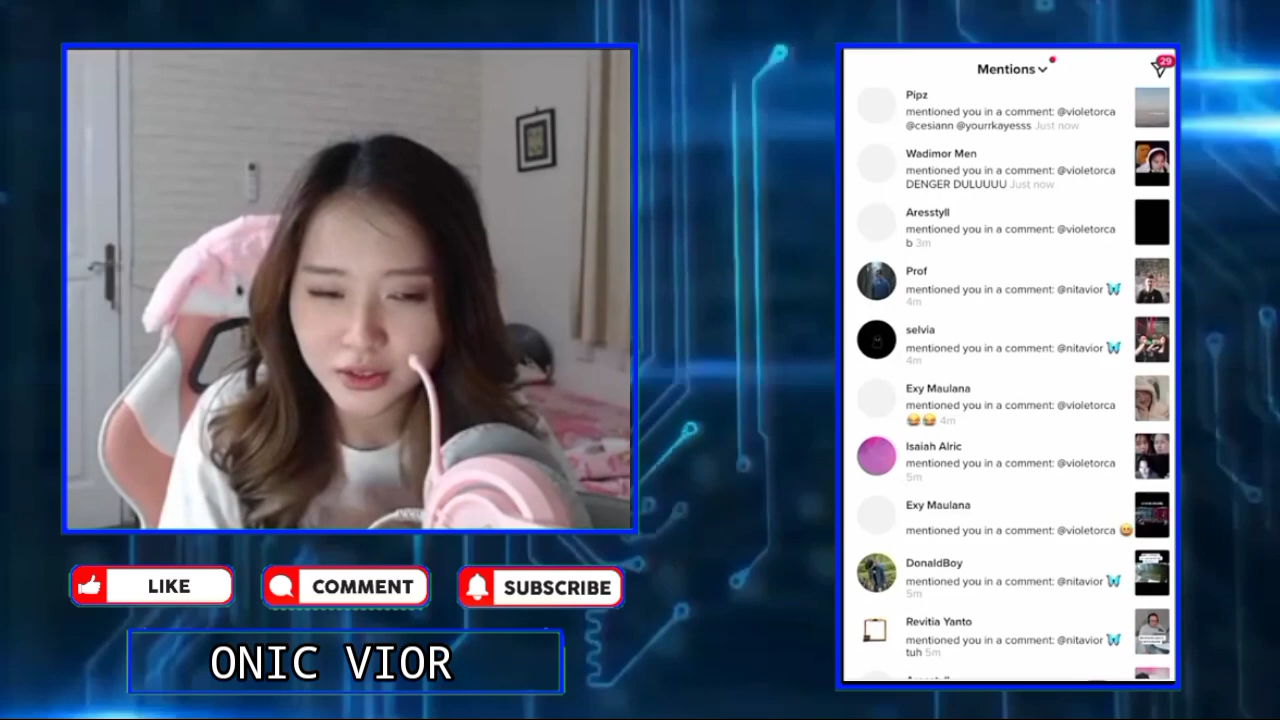 Mentions
29
Pipz
mentioned you in a comment: @violetorca
@cesiann @yourrkayesss Just now
Wadimor Men
mentioned you in a comment: @violetorca
DENGER DULUUUU Just now
Aresstyll
mentioned you in a comment: @violetorca
b 3m
Prof
mentioned you in a comment: @nitavior 🦋
4m
selvia
mentioned you in a comment: @nitavior 🦋
4m
Exy Maulana
mentioned you in a comment: @violetorca
😂😂 4m
Isaiah Alric
mentioned you in a comment: @violetorca
5m
Exy Maulana
mentioned you in a comment: @violetorca 😄
DonaldBoy
mentioned you in a comment: @nitavior 🦋
5m
Revitia Yanto
mentioned you in a comment: @nitavior 🦋
tuh 5m
LIKE
COMMENT
SUBSCRIBE
ONIC VIOR